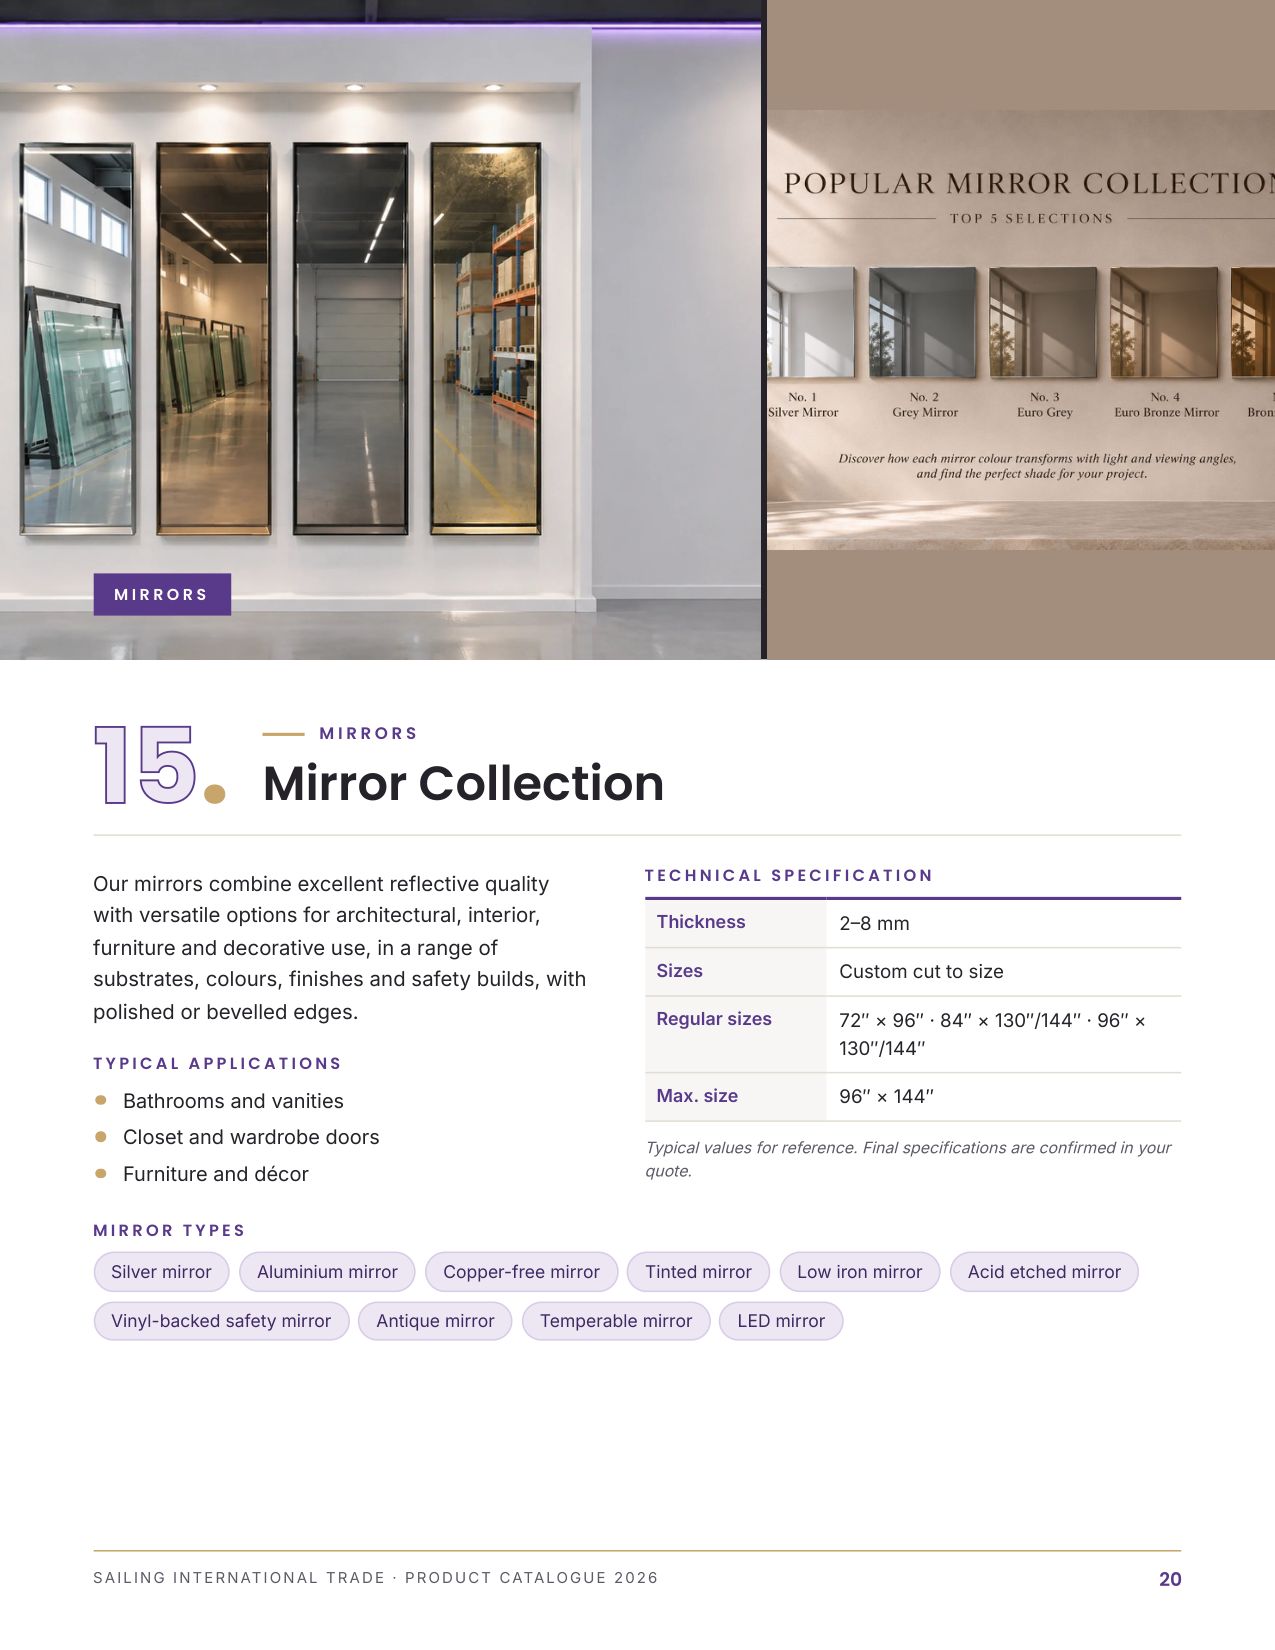 POPULAR MIRROR COLLECTION
TOP 5 SELECTIONS
No. 1
Silver Mirror
No. 2
Grey Mirror
No. 3
Euro Grey
No. 4
Euro Bronze Mirror
Discover how each mirror colour transforms with light and viewing angles,
and find the perfect shade for your project.
MIRRORS
15.
MIRRORS
Mirror Collection
Our mirrors combine excellent reflective quality
with versatile options for architectural, interior,
furniture and decorative use, in a range of
substrates, colours, finishes and safety builds, with
polished or bevelled edges.
TYPICAL APPLICATIONS
Bathrooms and vanities
Closet and wardrobe doors
Furniture and décor
TECHNICAL SPECIFICATION
Thickness 2–8 mm
Sizes Custom cut to size
Regular sizes 72″ × 96″ · 84″ × 130″/144″ · 96″ ×
130″/144″
Max. size 96″ × 144″
Typical values for reference. Final specifications are confirmed in your
quote.
MIRROR TYPES
Silver mirror Aluminium mirror Copper-free mirror Tinted mirror Low iron mirror Acid etched mirror
Vinyl-backed safety mirror Antique mirror Temperable mirror LED mirror
SAILING INTERNATIONAL TRADE · PRODUCT CATALOGUE 2026 20